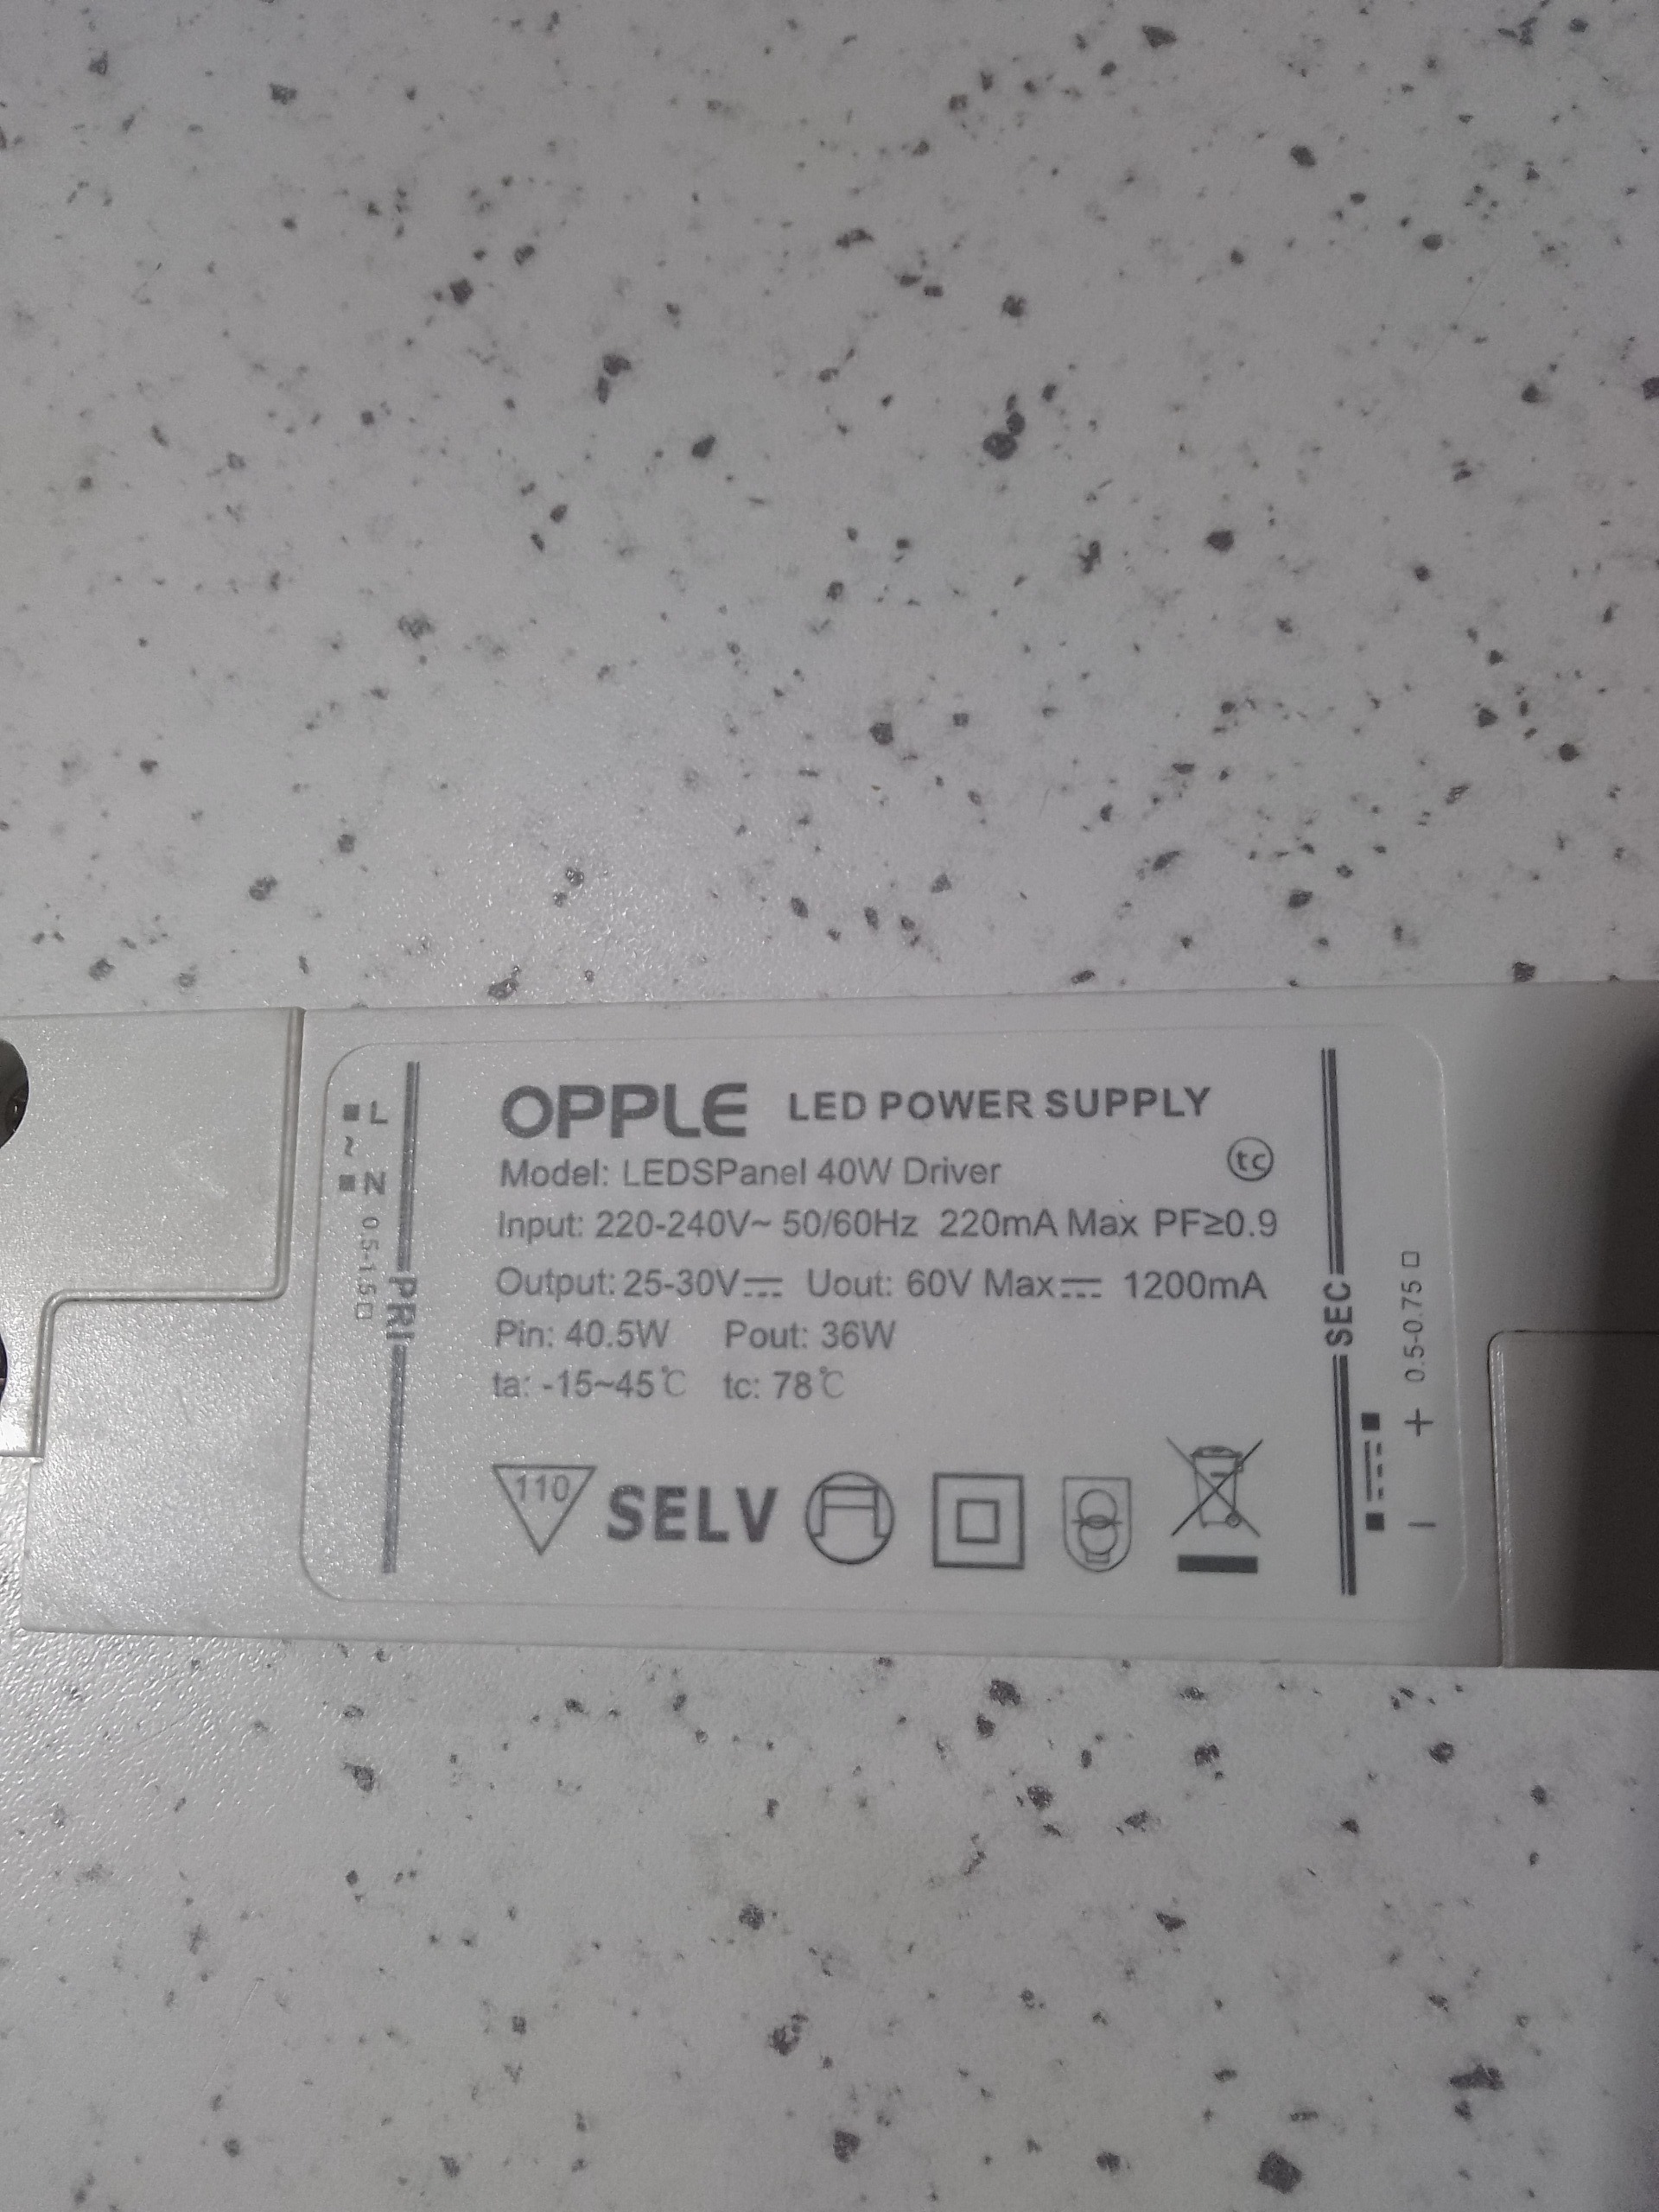 L
~
N 0.5-1.5□
PRI
OPPLE LED POWER SUPPLY
Model: LEDSPanel 40W Driver tc
Input: 220-240V~ 50/60Hz 220mA Max PF≥0.9
Output: 25-30V⎓ Uout: 60V Max⎓ 1200mA
Pin: 40.5W Pout: 36W
ta: -15~45℃ tc: 78℃
110 SELV
SEC
− + 0.5-0.75 □